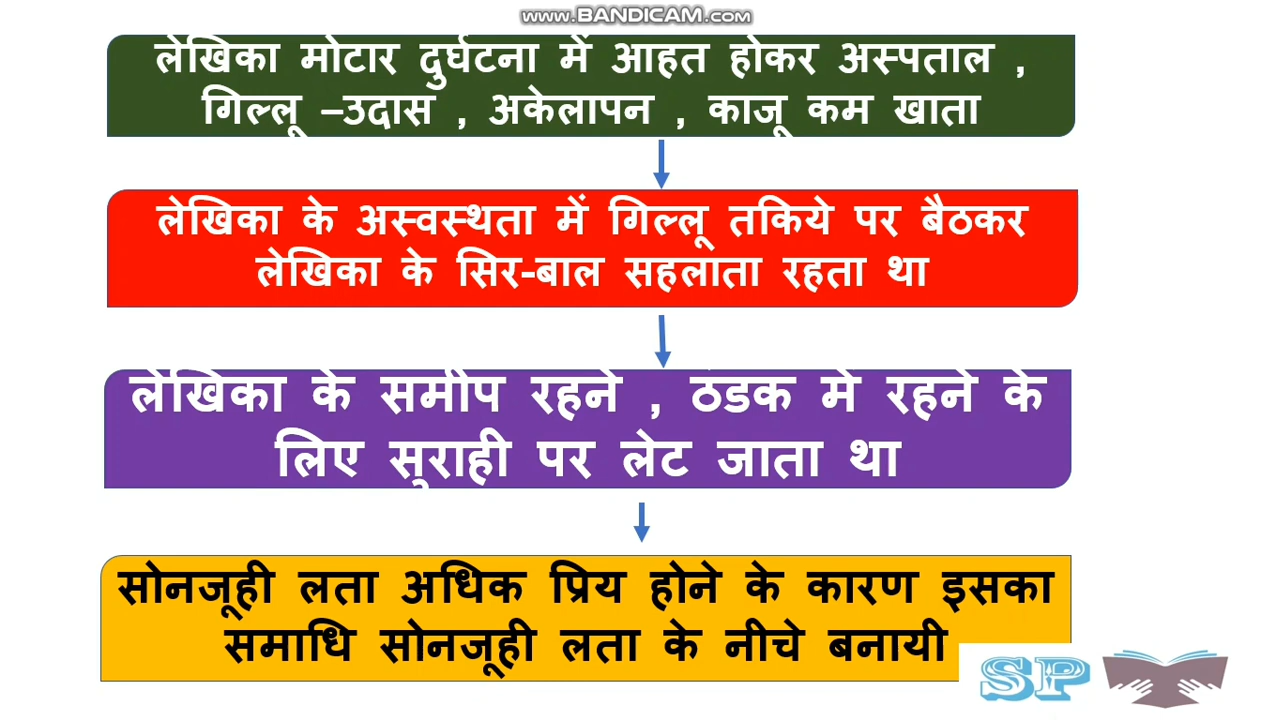 www.BANDICAM.com
लेखिका मोटार दुर्घटना में आहत होकर अस्पताल ,
गिल्लू –उदास , अकेलापन , काजू कम खाता
लेखिका के अस्वस्थता में गिल्लू तकिये पर बैठकर
लेखिका के सिर-बाल सहलाता रहता था
लेखिका के समीप रहने , ठंडक में रहने के
लिए सुराही पर लेट जाता था
सोनजूही लता अधिक प्रिय होने के कारण इसका
समाधि सोनजूही लता के नीचे बनायी
SP